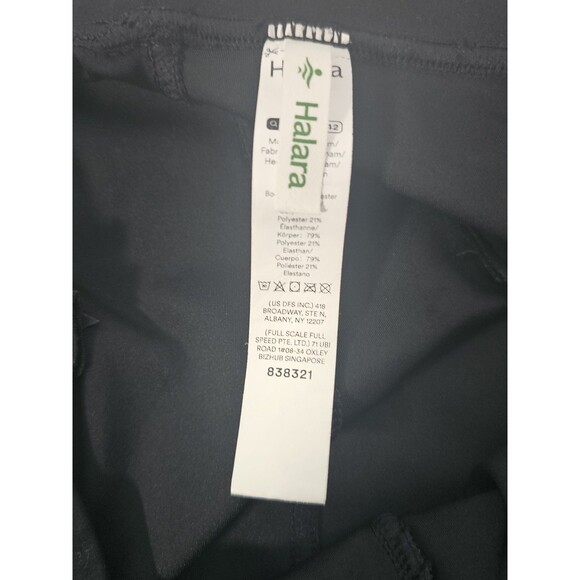 Halara
Polyester 21%
Elasthanne/
Körper: 79%
Polyester 21%
Elasthan/
Cuerpo: 79%
Poliéster 21%
Elastano
(US DFS INC.) 418
BROADWAY, STE N,
ALBANY, NY 12207
(FULL SCALE FULL
SPEED PTE. LTD.) 71 UBI
ROAD 1#08-34 OXLEY
BIZHUB SINGAPORE
838321